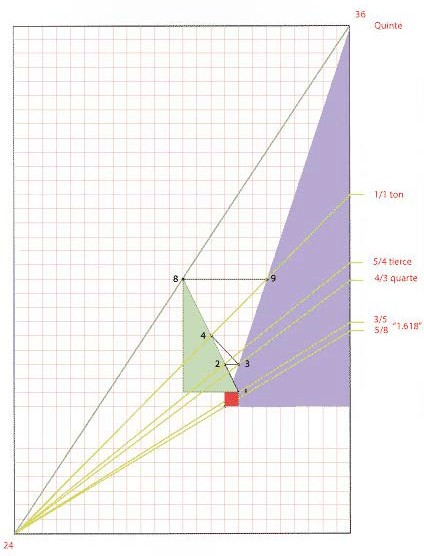 36
Quinte
1/1 ton
5/4 tierce
8
9
4/3 quarte
3/5
5/8 "1.618"
4
2
3
1
24